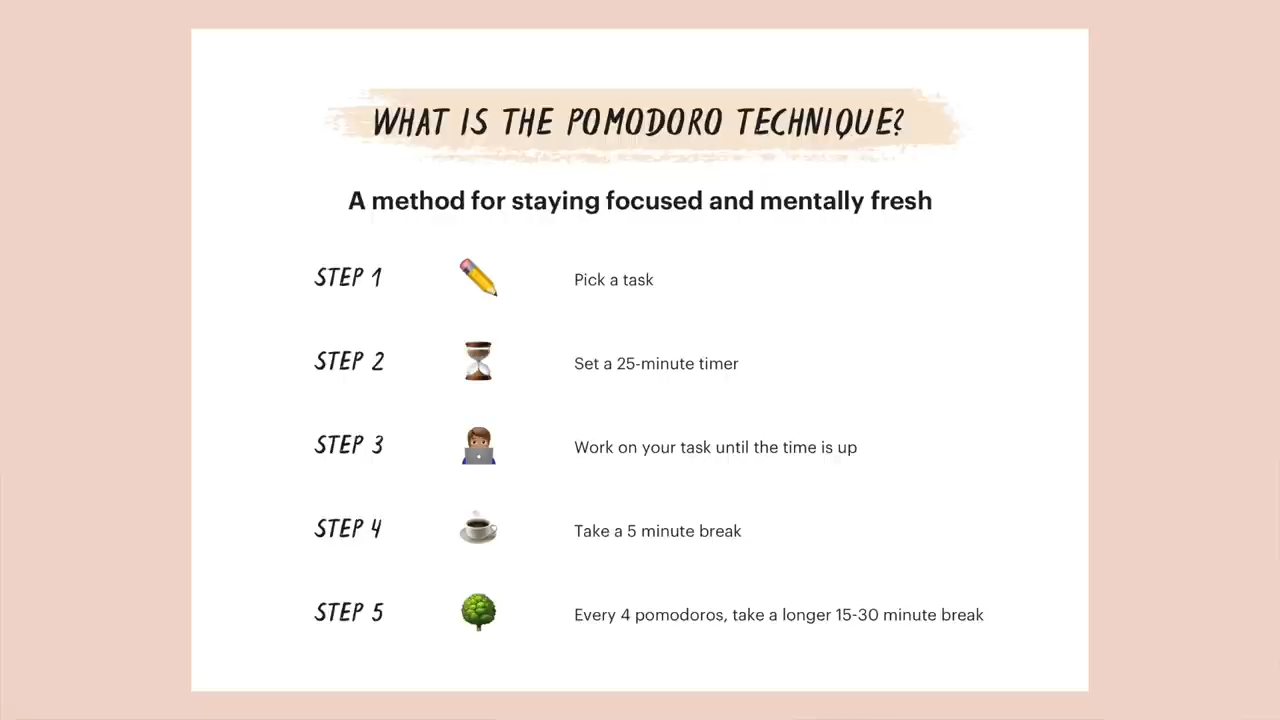 WHAT IS THE POMODORO TECHNIQUE?
A method for staying focused and mentally fresh
STEP 1 Pick a task
STEP 2 Set a 25-minute timer
STEP 3 Work on your task until the time is up
STEP 4 Take a 5 minute break
STEP 5 Every 4 pomodoros, take a longer 15-30 minute break